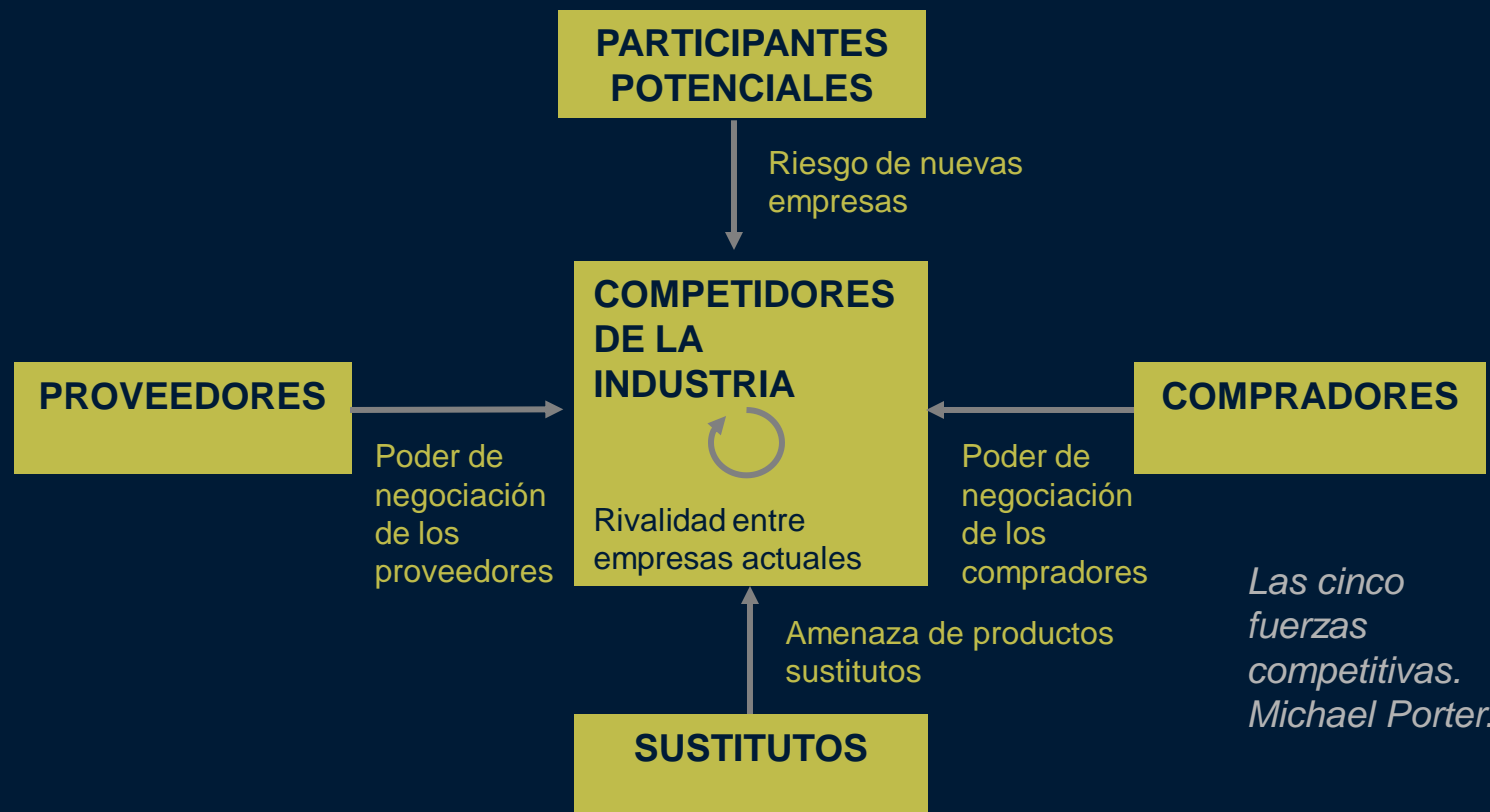 PARTICIPANTES
POTENCIALES
Riesgo de nuevas
empresas
COMPETIDORES
DE LA
INDUSTRIA
Rivalidad entre
empresas actuales
PROVEEDORES
Poder de
negociación
de los
proveedores
COMPRADORES
Poder de
negociación
de los
compradores
Amenaza de productos
sustitutos
SUSTITUTOS
Las cinco
fuerzas
competitivas.
Michael Porter.